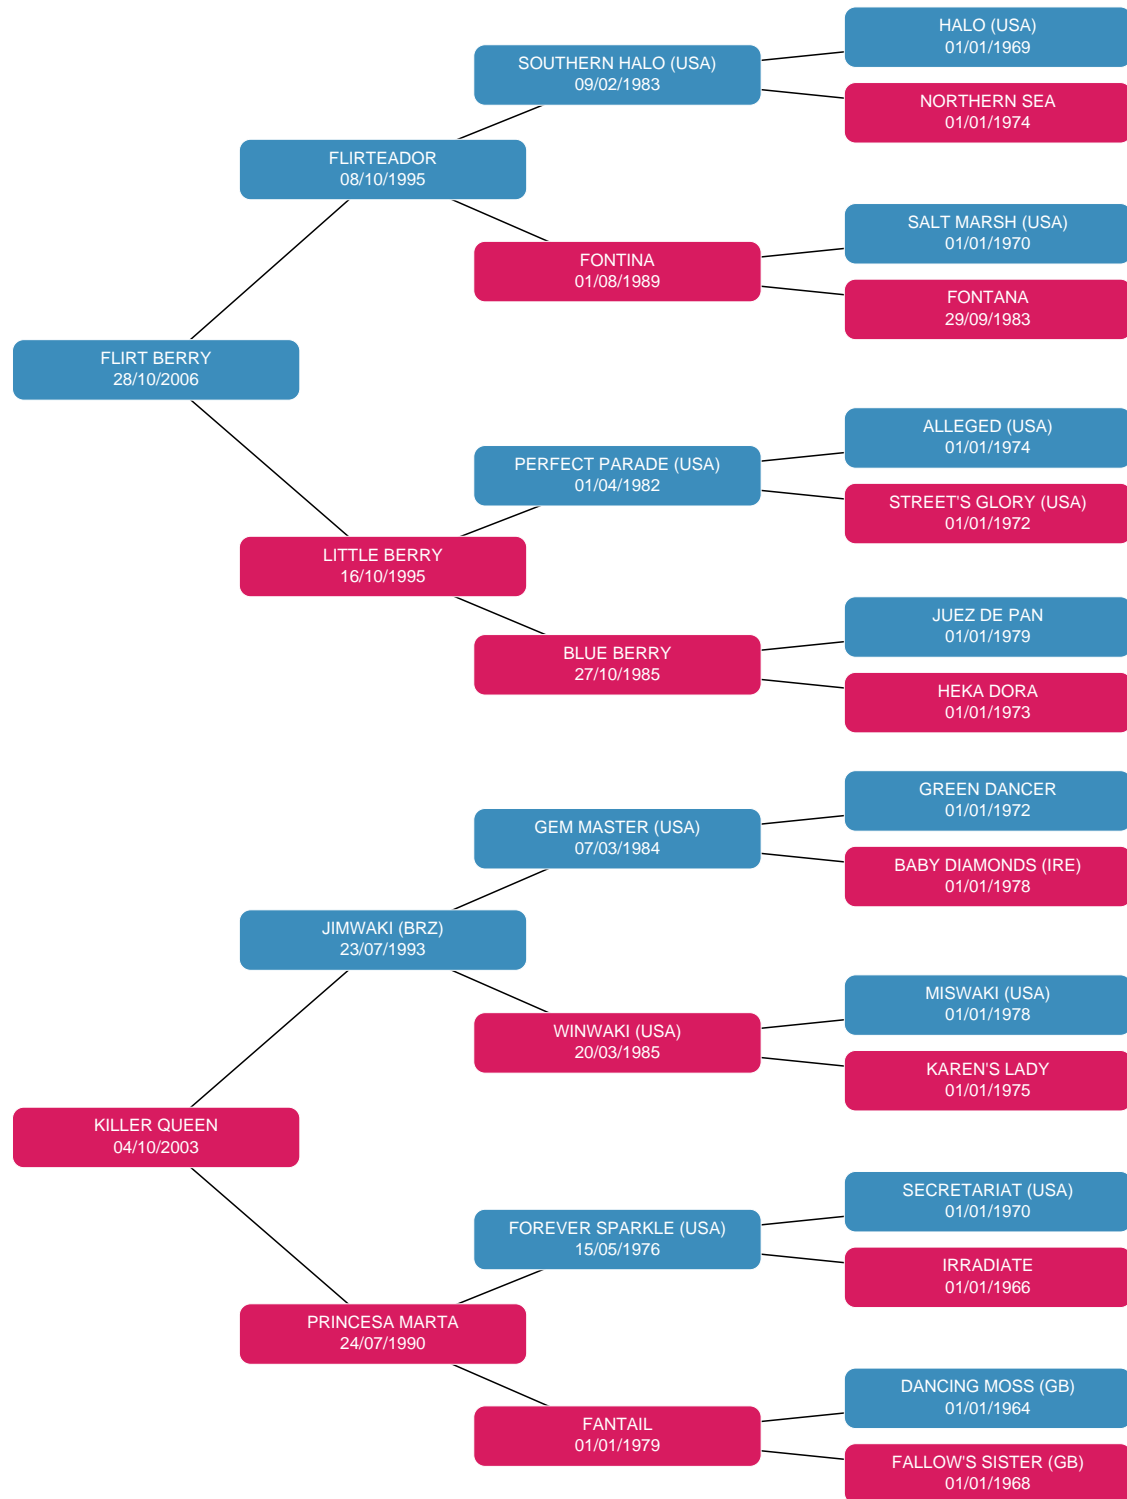 HALO (USA)
01/01/1969
SOUTHERN HALO (USA)
09/02/1983
NORTHERN SEA
01/01/1974
FLIRTEADOR
08/10/1995
SALT MARSH (USA)
01/01/1970
FONTINA
01/08/1989
FONTANA
29/09/1983
FLIRT BERRY
28/10/2006
ALLEGED (USA)
01/01/1974
PERFECT PARADE (USA)
01/04/1982
STREET'S GLORY (USA)
01/01/1972
LITTLE BERRY
16/10/1995
JUEZ DE PAN
01/01/1979
BLUE BERRY
27/10/1985
HEKA DORA
01/01/1973
GREEN DANCER
01/01/1972
GEM MASTER (USA)
07/03/1984
BABY DIAMONDS (IRE)
01/01/1978
JIMWAKI (BRZ)
23/07/1993
MISWAKI (USA)
01/01/1978
WINWAKI (USA)
20/03/1985
KAREN'S LADY
01/01/1975
KILLER QUEEN
04/10/2003
SECRETARIAT (USA)
01/01/1970
FOREVER SPARKLE (USA)
15/05/1976
IRRADIATE
01/01/1966
PRINCESA MARTA
24/07/1990
DANCING MOSS (GB)
01/01/1964
FANTAIL
01/01/1979
FALLOW'S SISTER (GB)
01/01/1968